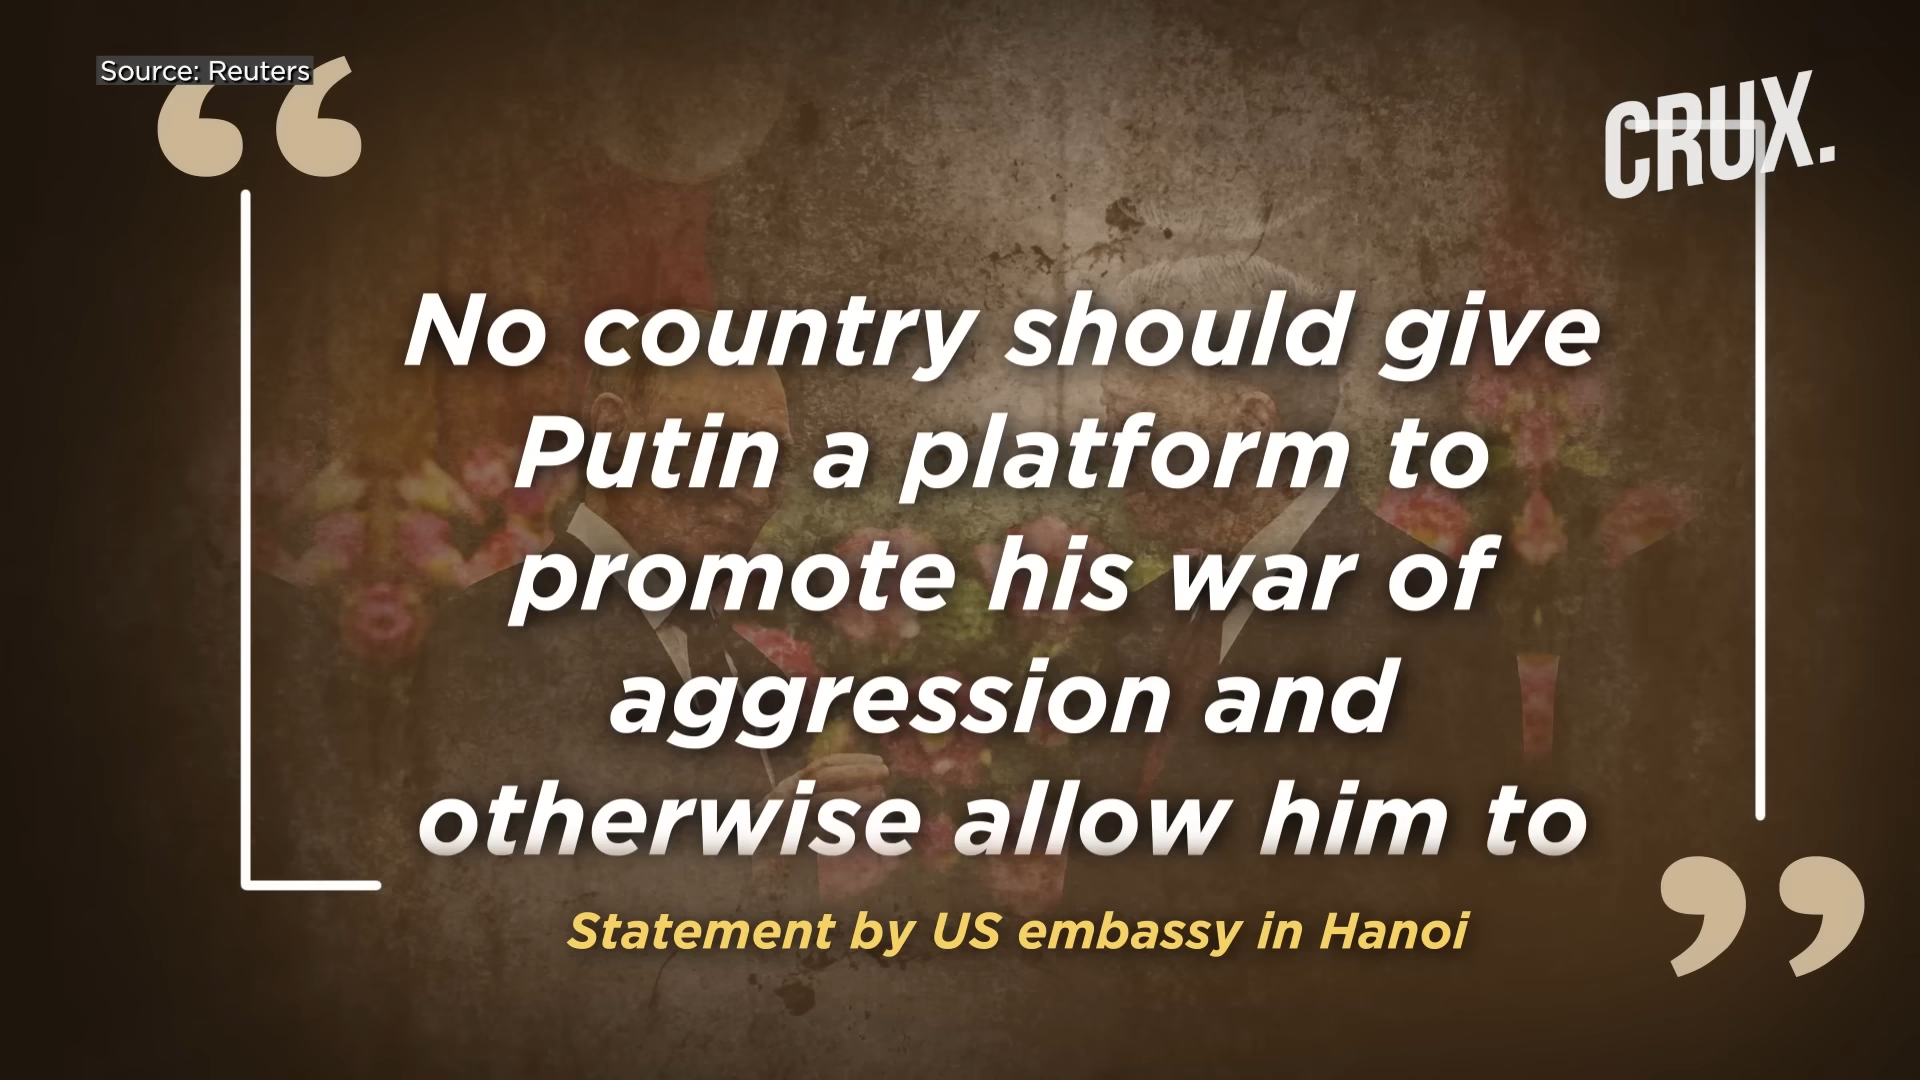 Source: Reuters
CRUX.
No country should give
Putin a platform to
promote his war of
aggression and
otherwise allow him to
Statement by US embassy in Hanoi